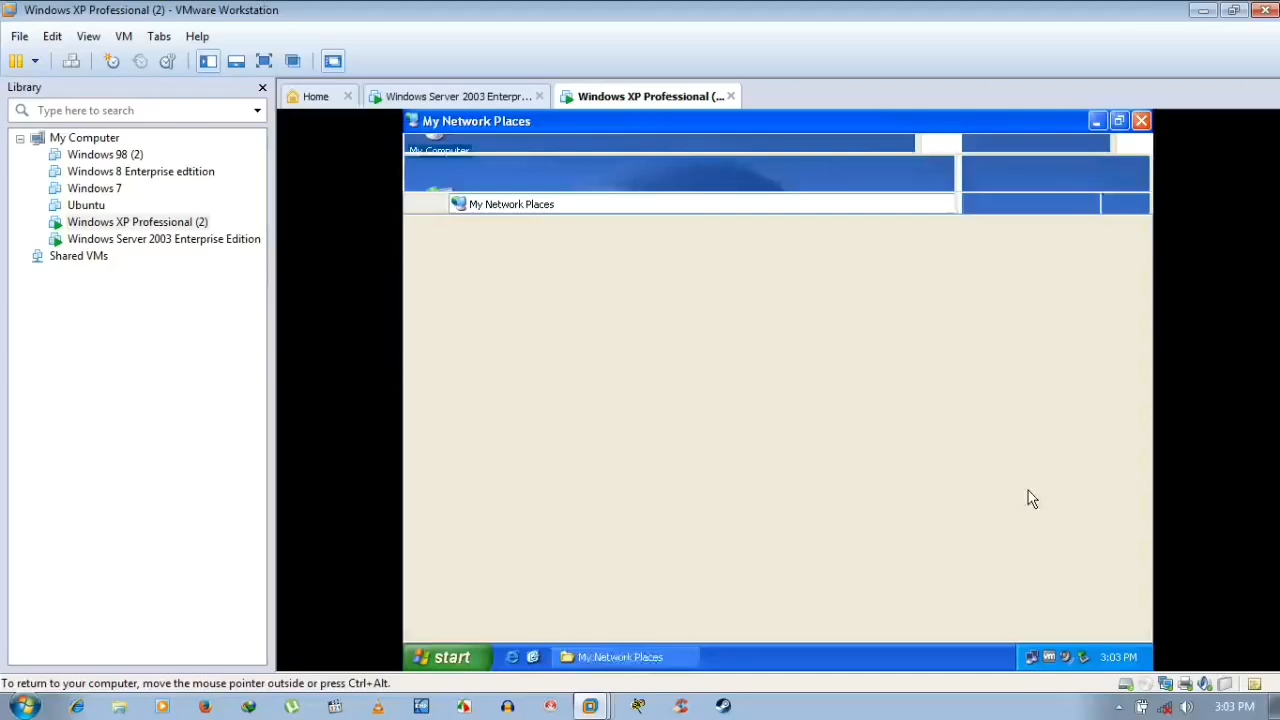 Windows XP Professional (2) - VMware Workstation
File Edit View VM Tabs Help
Library
Type here to search
My Computer
Windows 98 (2)
Windows 8 Enterprise edtition
Windows 7
Ubuntu
Windows XP Professional (2)
Windows Server 2003 Enterprise Edition
Shared VMs
Home
Windows Server 2003 Enterpr...
Windows XP Professional (...
My Network Places
My Computer
My Network Places
start
My Network Places
3:03 PM
To return to your computer, move the mouse pointer outside or press Ctrl+Alt.
3:03 PM